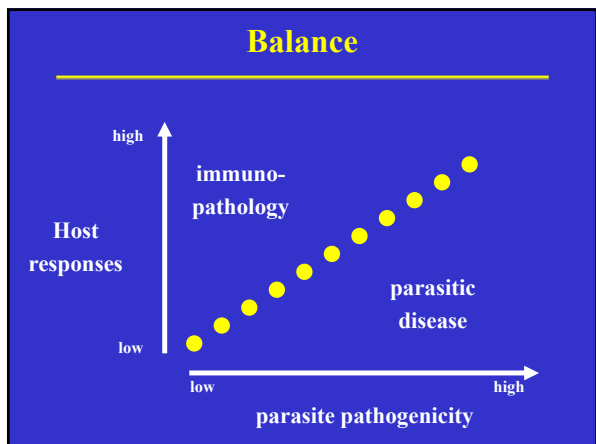 Balance
high
immuno-
pathology
Host
responses
parasitic
disease
low
low
high
parasite pathogenicity